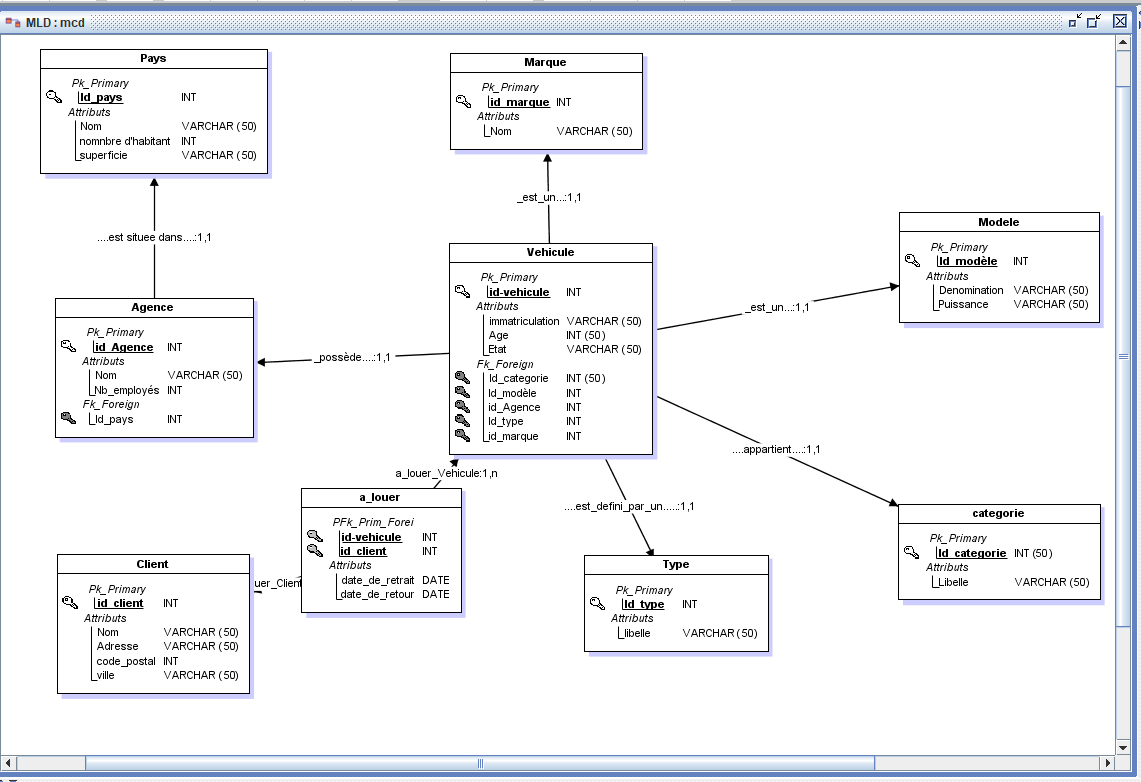 MLD : mcd
Pays
Pk_Primary
Id_pays INT
Attributs
Nom VARCHAR (50)
nomnbre d'habitant INT
superficie VARCHAR (50)
Marque
Pk_Primary
id_marque INT
Attributs
Nom VARCHAR (50)
_est_un...:1,1
....est situee dans....:1,1
Modele
Pk_Primary
Id_modèle INT
Attributs
Denomination VARCHAR (50)
Puissance VARCHAR (50)
Vehicule
Pk_Primary
id-vehicule INT
Attributs
immatriculation VARCHAR (50)
Age INT (50)
Etat VARCHAR (50)
Fk_Foreign
Id_categorie INT (50)
Id_modèle INT
id_Agence INT
Id_type INT
id_marque INT
_est_un...:1,1
Agence
Pk_Primary
id_Agence INT
Attributs
Nom VARCHAR (50)
Nb_employés INT
Fk_Foreign
Id_pays INT
_possède....:1,1
....appartient....:1,1
a_louer_Vehicule:1,n
a_louer
PFk_Prim_Forei
id-vehicule INT
id_client INT
Attributs
date_de_retrait DATE
date_de_retour DATE
....est_defini_par_un.....:1,1
categorie
Pk_Primary
Id_categorie INT (50)
Attributs
Libelle VARCHAR (50)
Client
Pk_Primary
id_client INT
Attributs
Nom VARCHAR (50)
Adresse VARCHAR (50)
code_postal INT
ville VARCHAR (50)
uer_Client
Type
Pk_Primary
Id_type INT
Attributs
libelle VARCHAR (50)